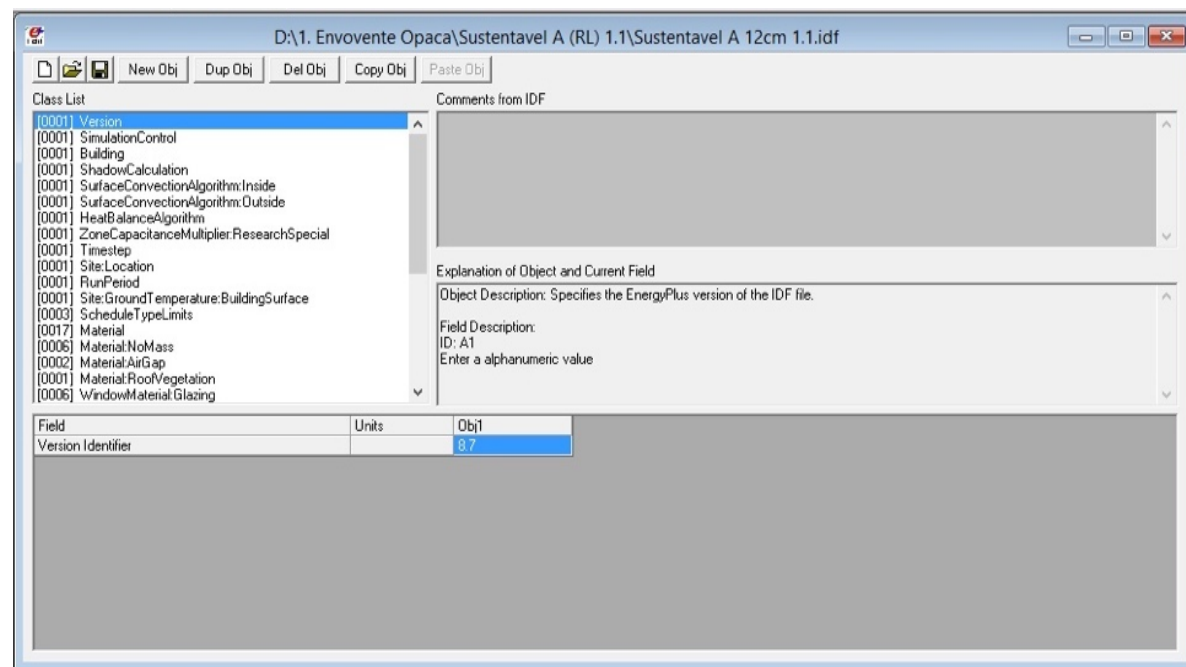 D:\1. Envovente Opaca\Sustentavel A (RL) 1.1\Sustentavel A 12cm 1.1.idf
New Obj Dup Obj Del Obj Copy Obj Paste Obj
Class List
[0001] Version
[0001] SimulationControl
[0001] Building
[0001] ShadowCalculation
[0001] SurfaceConvectionAlgorithm:Inside
[0001] SurfaceConvectionAlgorithm:Outside
[0001] HeatBalanceAlgorithm
[0001] ZoneCapacitanceMultiplier:ResearchSpecial
[0001] Timestep
[0001] Site:Location
[0001] RunPeriod
[0001] Site:GroundTemperature:BuildingSurface
[0003] ScheduleTypeLimits
[0017] Material
[0006] Material:NoMass
[0002] Material:AirGap
[0001] Material:RoofVegetation
[0006] WindowMaterial:Glazing
Comments from IDF
Explanation of Object and Current Field
Object Description: Specifies the EnergyPlus version of the IDF file.
Field Description:
ID: A1
Enter a alphanumeric value
Field Units Obj1
Version Identifier 8.7